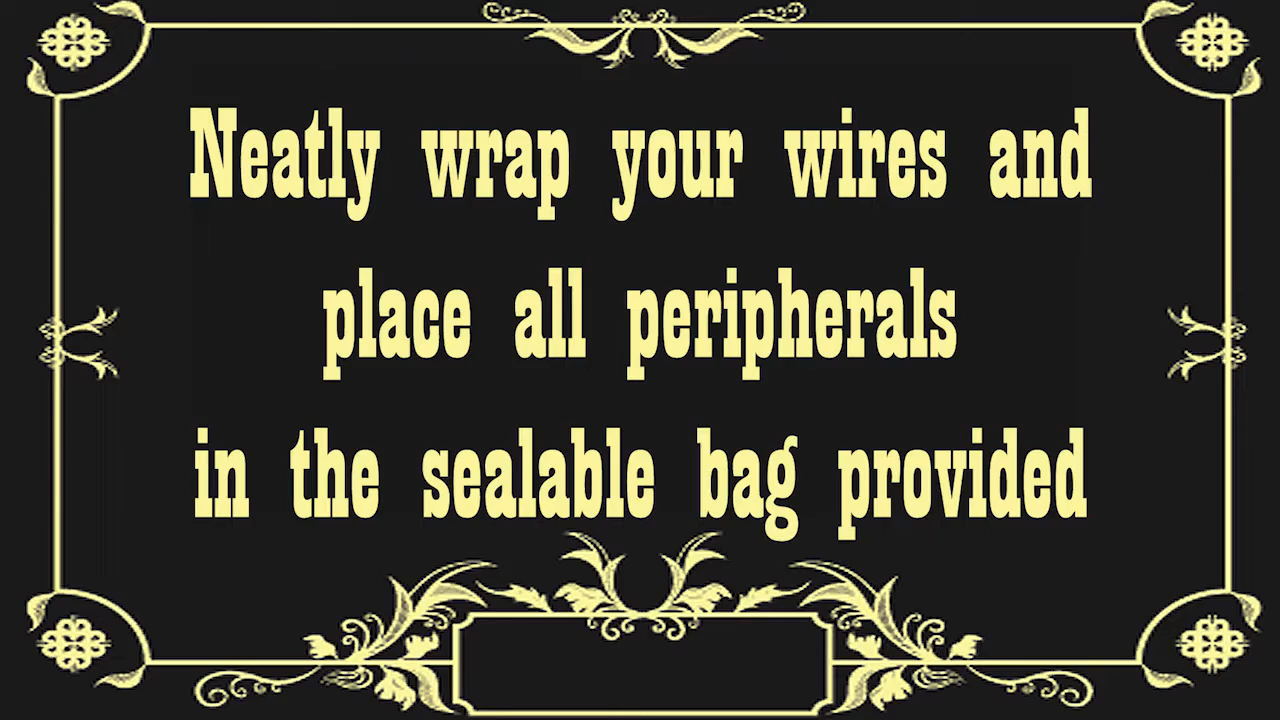 Neatly wrap your wires and
place all peripherals
in the sealable bag provided